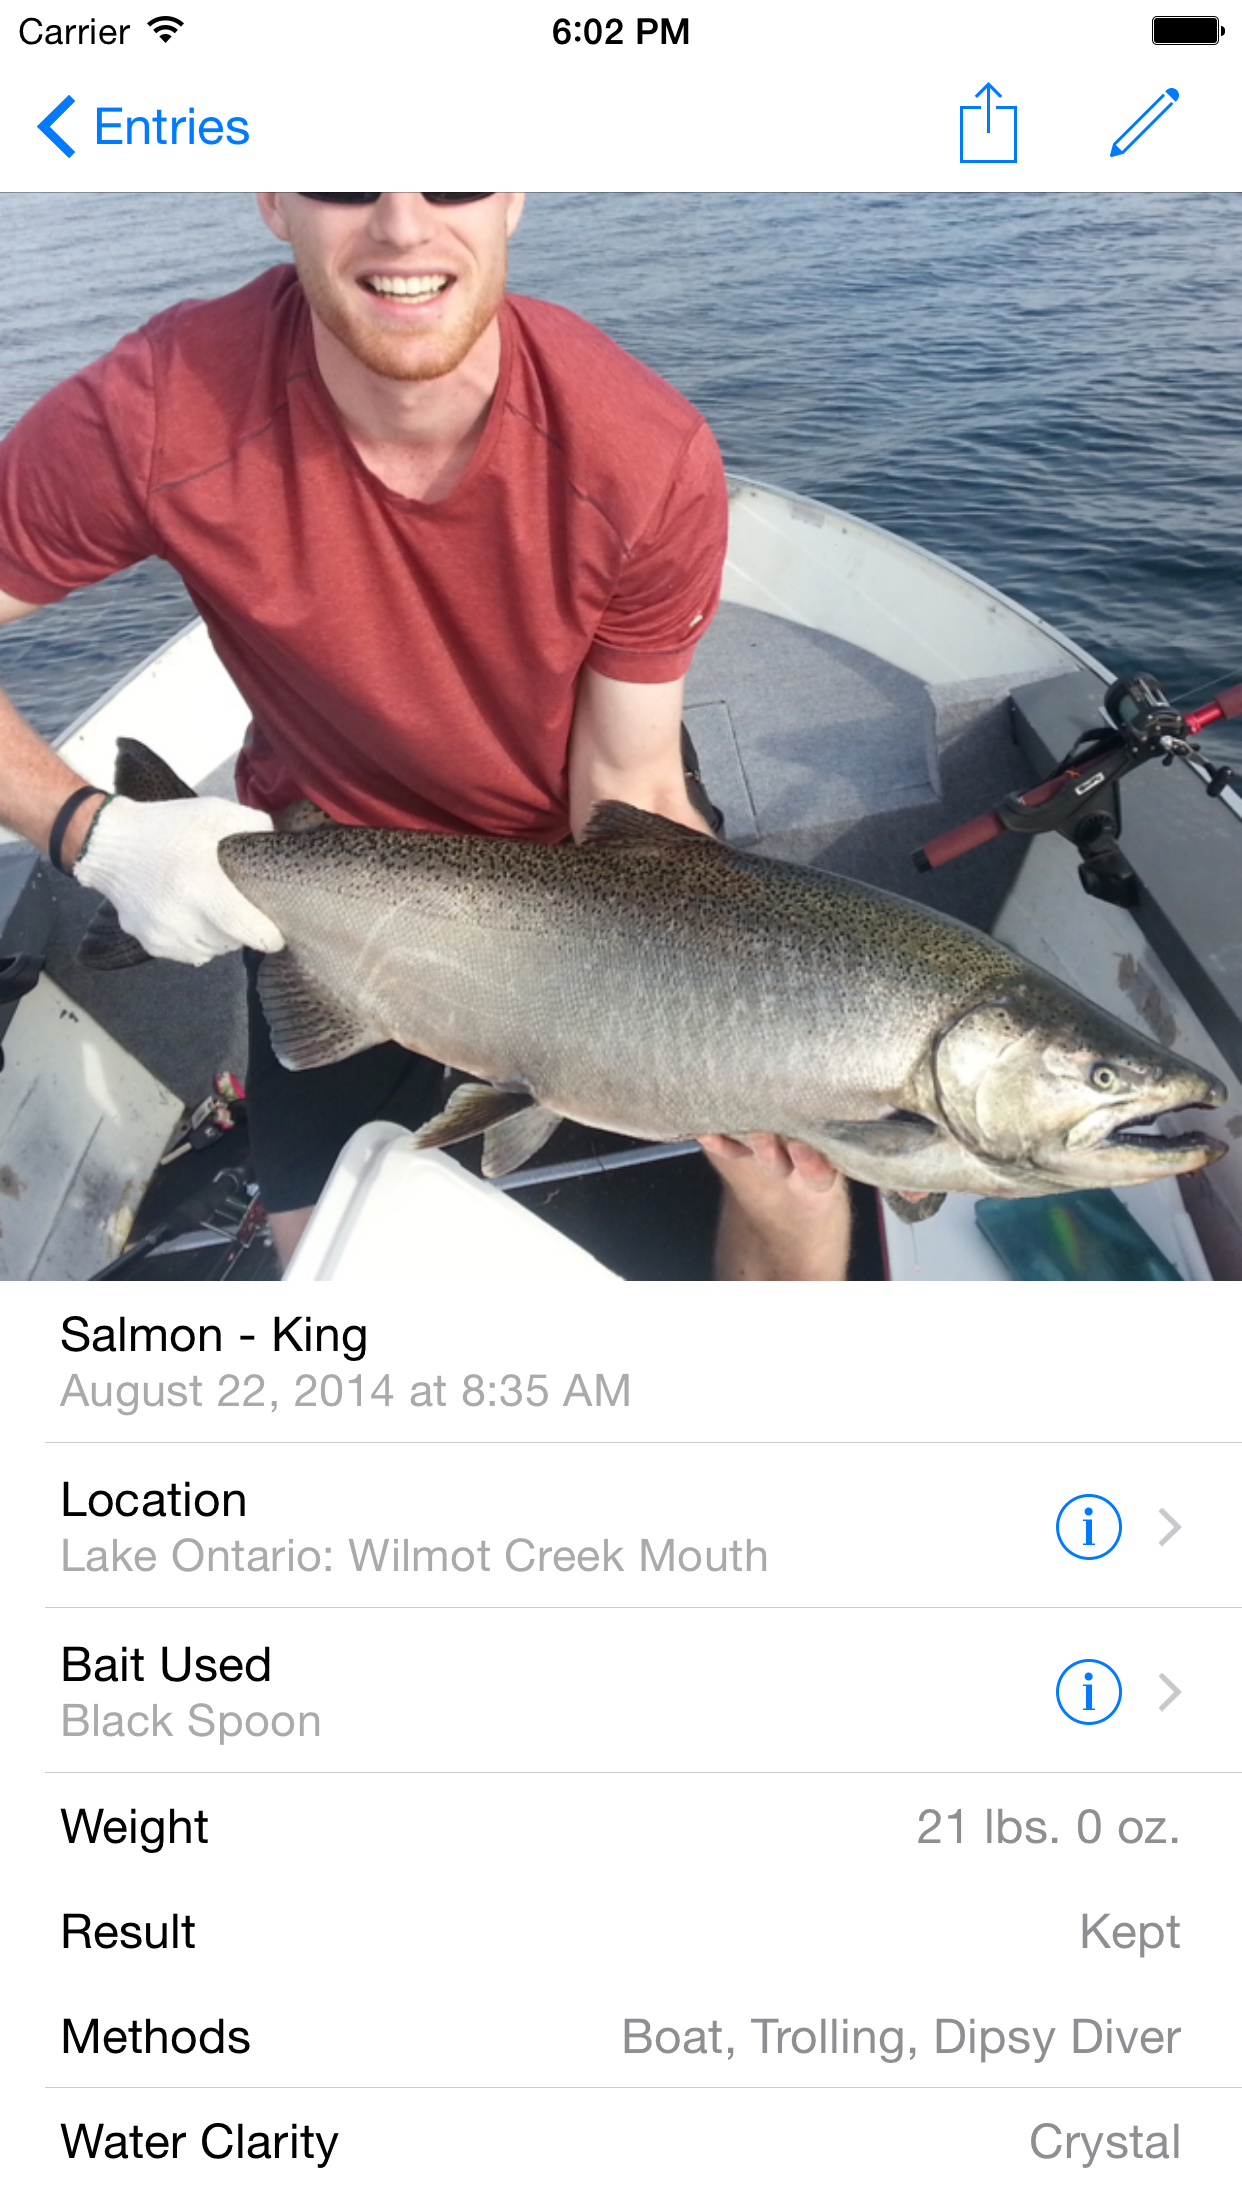 Carrier 6:02 PM
Entries
Salmon - King
August 22, 2014 at 8:35 AM
Location
Lake Ontario: Wilmot Creek Mouth
Bait Used
Black Spoon
Weight 21 lbs. 0 oz.
Result Kept
Methods Boat, Trolling, Dipsy Diver
Water Clarity Crystal